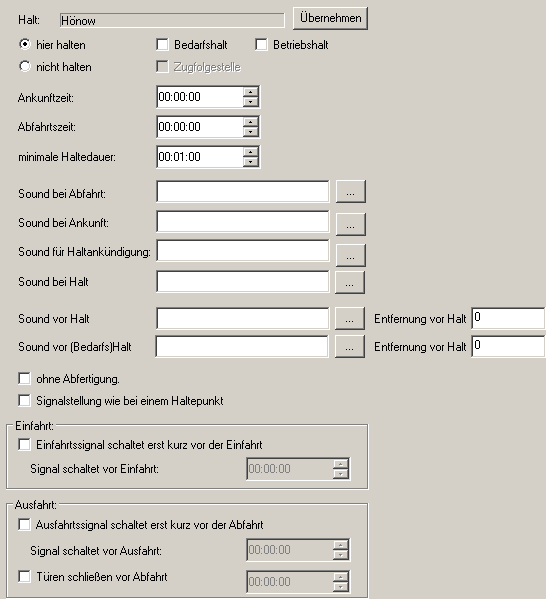 Halt: Hönow Übernehmen
hier halten Bedarfshalt Betriebshalt
nicht halten Zugfolgestelle
Ankunftzeit: 00:00:00
Abfahrtszeit: 00:00:00
minimale Haltedauer: 00:01:00
Sound bei Abfahrt: ...
Sound bei Ankunft: ...
Sound für Haltankündigung: ...
Sound bei Halt ...
Sound vor Halt ... Entfernung vor Halt 0
Sound vor (Bedarfs)Halt ... Entfernung vor Halt 0
ohne Abfertigung.
Signalstellung wie bei einem Haltepunkt
Einfahrt:
Einfahrtssignal schaltet erst kurz vor der Einfahrt
Signal schaltet vor Einfahrt: 00:00:00
Ausfahrt:
Ausfahrtssignal schaltet erst kurz vor der Abfahrt
Signal schaltet vor Ausfahrt: 00:00:00
Türen schließen vor Abfahrt 00:00:00